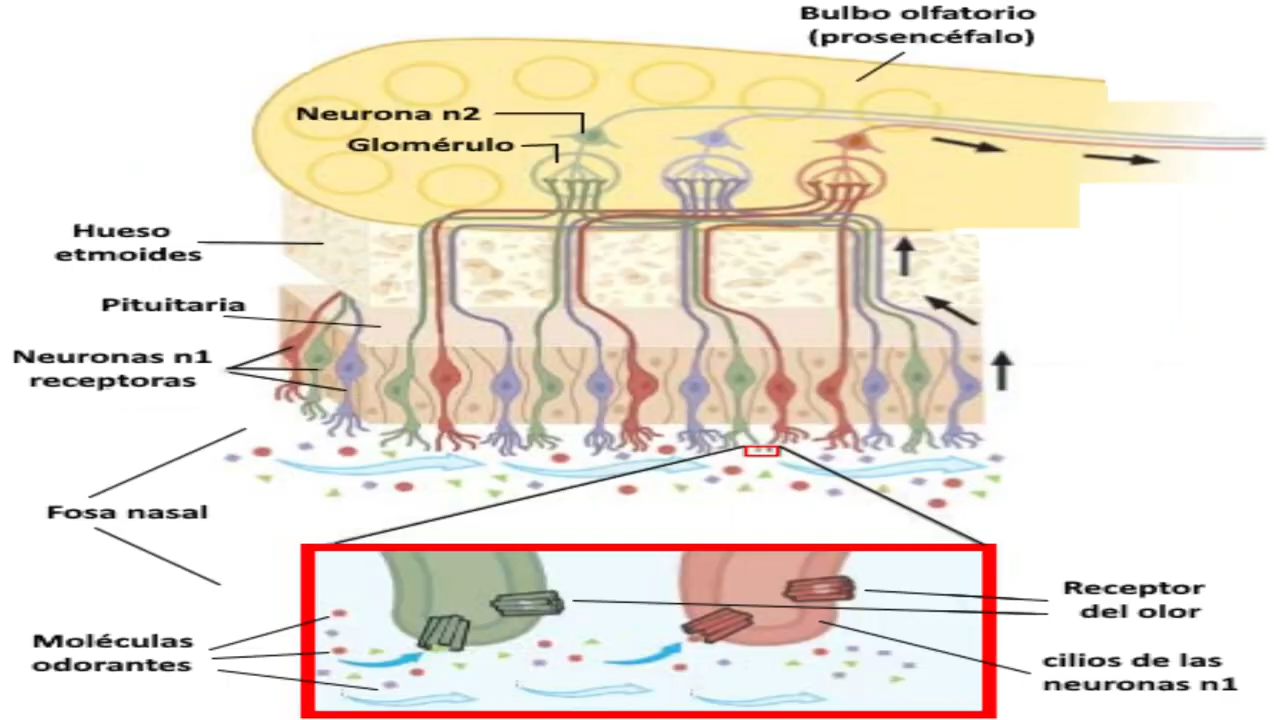 Bulbo olfatorio
(prosencéfalo)
Neurona n2
Glomérulo
Hueso
etmoides
Pituitaria
Neuronas n1
receptoras
Fosa nasal
Moléculas
odorantes
Receptor
del olor
cilios de las
neuronas n1